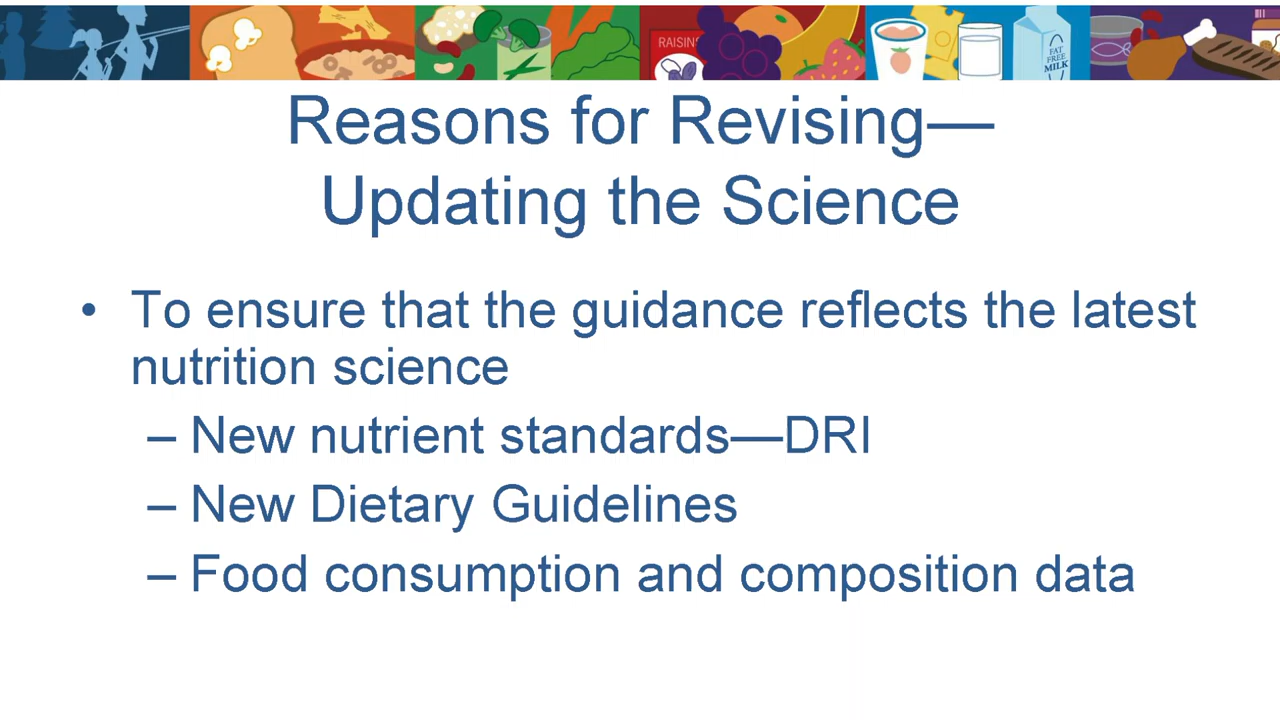 RAISINS
FAT
FREE
MILK
Reasons for Revising—
Updating the Science
• To ensure that the guidance reflects the latest
nutrition science
– New nutrient standards—DRI
– New Dietary Guidelines
– Food consumption and composition data